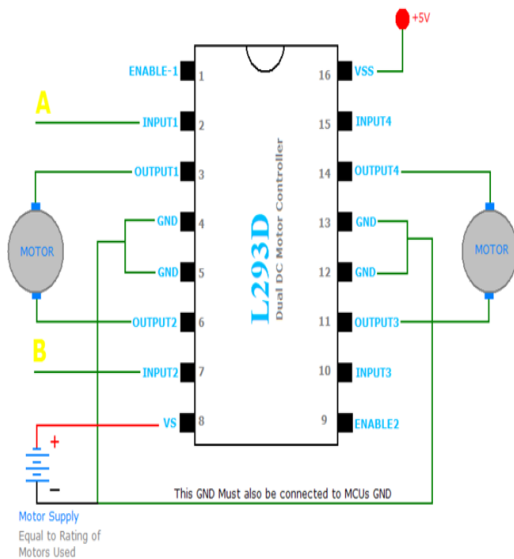 +5V
ENABLE-1
1
16
VSS
A
INPUT1
2
15
INPUT4
OUTPUT1
3
14
OUTPUT4
GND
4
13
GND
MOTOR
L293D
Dual DC Motor Controller
MOTOR
GND
5
12
GND
OUTPUT2
6
11
OUTPUT3
B
INPUT2
7
10
INPUT3
VS
8
9
ENABLE2
+
−
This GND Must also be connected to MCUs GND
Motor Supply
Equal to Rating of
Motors Used